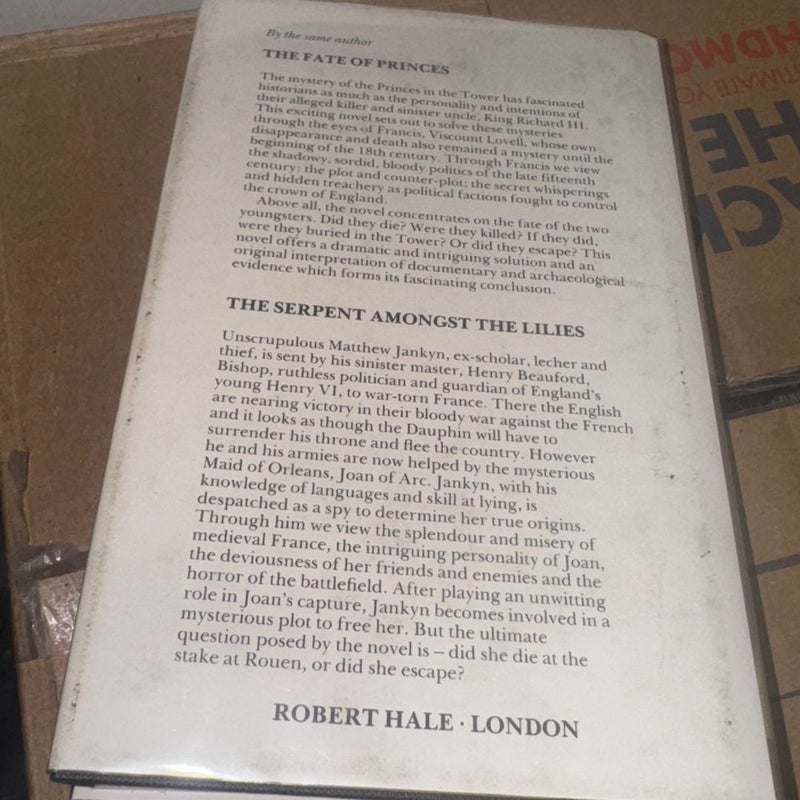 By the same author
THE FATE OF PRINCES
The mystery of the Princes in the Tower has fascinated
historians as much as the personality and intentions of
their alleged killer and sinister uncle, King Richard III.
This exciting novel sets out to solve these mysteries
through the eyes of Francis, Viscount Lovell, whose own
disappearance and death also remained a mystery until the
beginning of the 18th century. Through Francis we view
the shadowy, sordid, bloody politics of the late fifteenth
century: the plot and counter-plot; the secret whisperings
and hidden treachery as political factions fought to control
the crown of England.
Above all, the novel concentrates on the fate of the two
youngsters. Did they die? Were they killed? If they did,
were they buried in the Tower? Or did they escape? This
novel offers a dramatic and intriguing solution and an
original interpretation of documentary and archaeological
evidence which forms its fascinating conclusion.
THE SERPENT AMONGST THE LILIES
Unscrupulous Matthew Jankyn, ex-scholar, lecher and
thief, is sent by his sinister master, Henry Beauford,
Bishop, ruthless politician and guardian of England's
young Henry VI, to war-torn France. There the English
are nearing victory in their bloody war against the French
and it looks as though the Dauphin will have to
surrender his throne and flee the country. However
he and his armies are now helped by the mysterious
Maid of Orleans, Joan of Arc. Jankyn, with his
knowledge of languages and skill at lying, is
despatched as a spy to determine her true origins.
Through him we view the splendour and misery of
medieval France, the intriguing personality of Joan,
the deviousness of her friends and enemies and the
horror of the battlefield. After playing an unwitting
role in Joan's capture, Jankyn becomes involved in a
mysterious plot to free her. But the ultimate
question posed by the novel is – did she die at the
stake at Rouen, or did she escape?
ROBERT HALE · LONDON